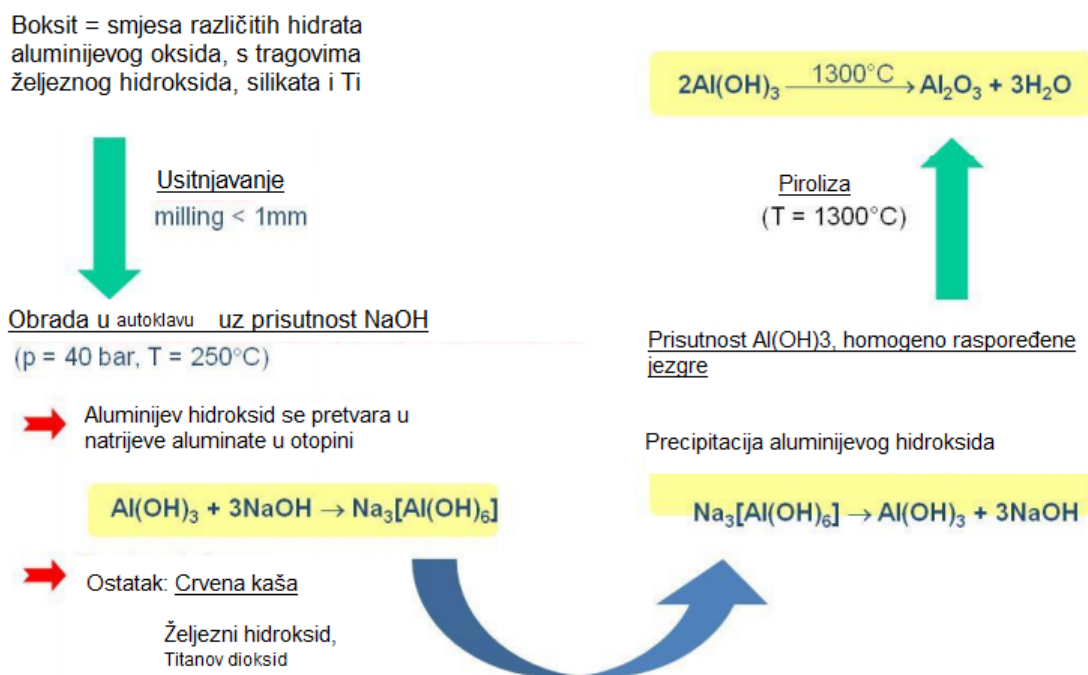 Boksit = smjesa različitih hidrata
aluminijevog oksida, s tragovima
željeznog hidroksida, silikata i Ti
Usitnjavanje
milling < 1mm
Obrada u autoklavu uz prisutnost NaOH
(p = 40 bar, T = 250°C)
Aluminijev hidroksid se pretvara u
natrijeve aluminate u otopini
Al(OH)₃ + 3NaOH → Na₃[Al(OH)₆]
Ostatak: Crvena kaša
Željezni hidroksid,
Titanov dioksid
Na₃[Al(OH)₆] → Al(OH)₃ + 3NaOH
Precipitacija aluminijevog hidroksida
Prisutnost Al(OH)3, homogeno raspoređene
jezgre
Piroliza
(T = 1300°C)
1300°C
2Al(OH)₃ → Al₂O₃ + 3H₂O